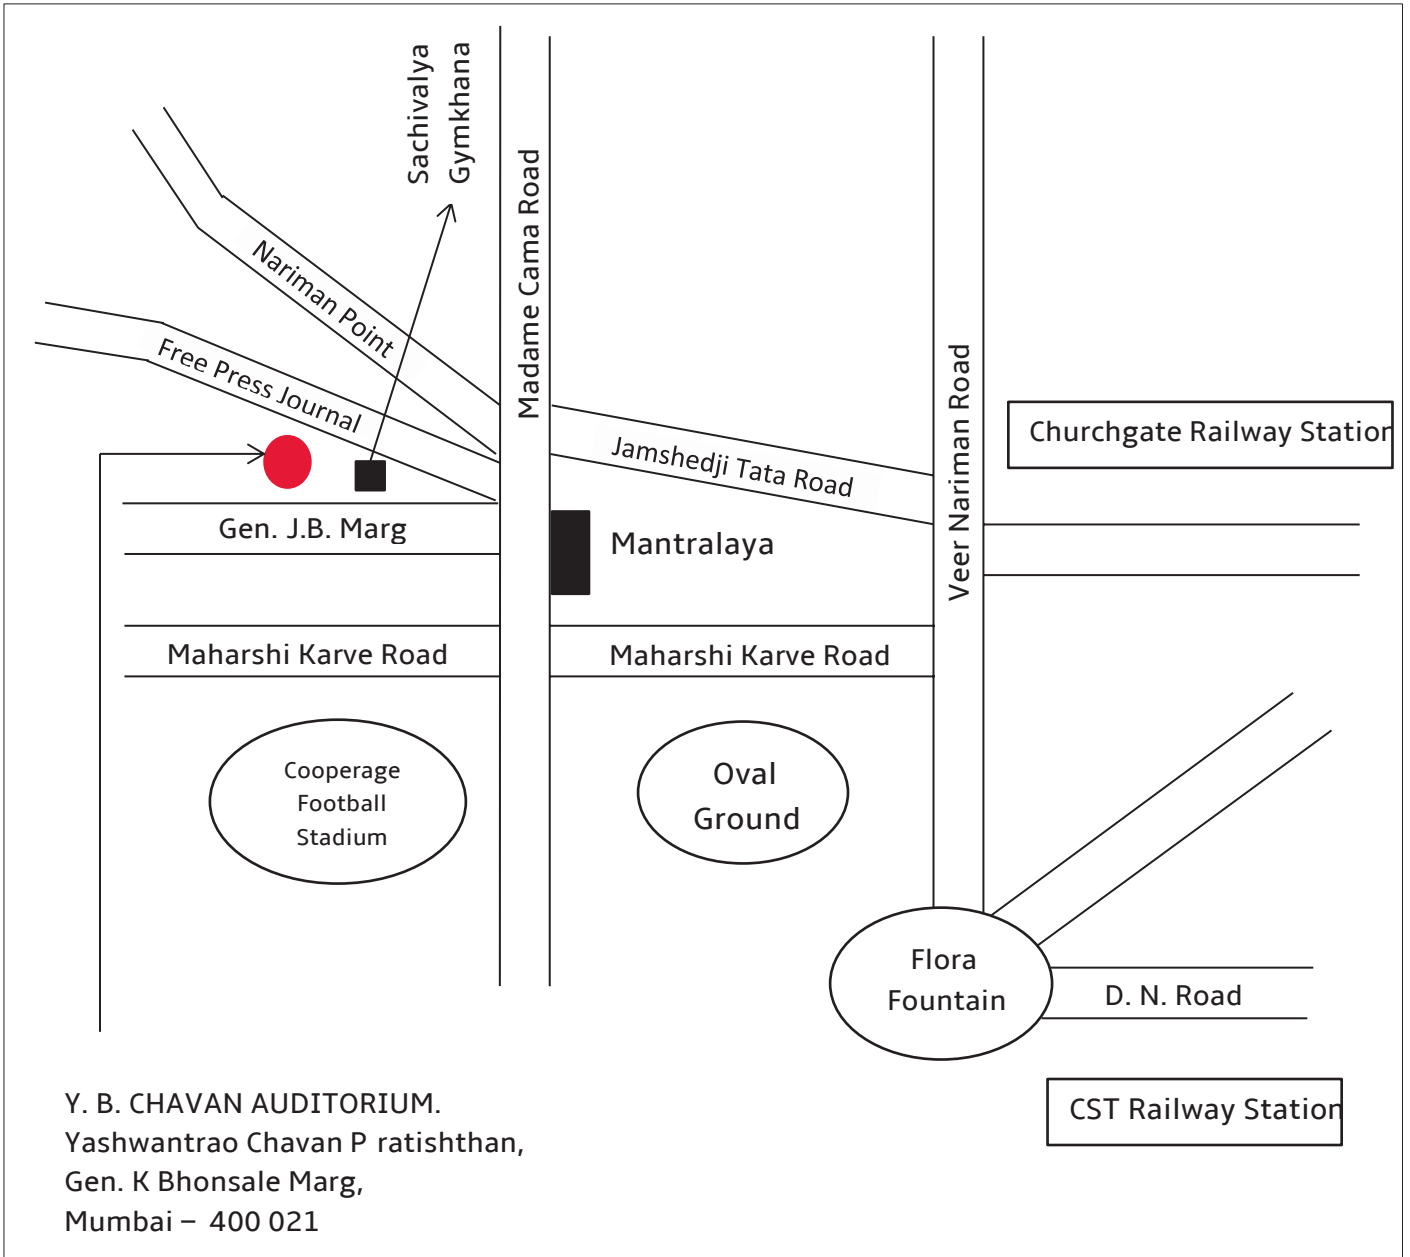 Sachivalya
Gymkhana
Madame Cama Road
Nariman Point
Free Press Journal
Veer Nariman Road
Churchgate Railway Station
Jamshedji Tata Road
Gen. J.B. Marg
Mantralaya
Maharshi Karve Road
Maharshi Karve Road
Cooperage
Football
Stadium
Oval
Ground
Flora
Fountain
D. N. Road
CST Railway Station
Y. B. CHAVAN AUDITORIUM.
Yashwantrao Chavan P ratishthan,
Gen. K Bhonsale Marg,
Mumbai – 400 021